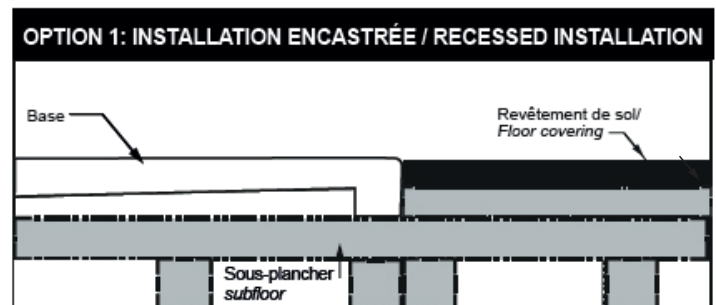 OPTION 1: INSTALLATION ENCASTRÉE / RECESSED INSTALLATION
Base
Revêtement de sol/
Floor covering
Sous-plancher
subfloor